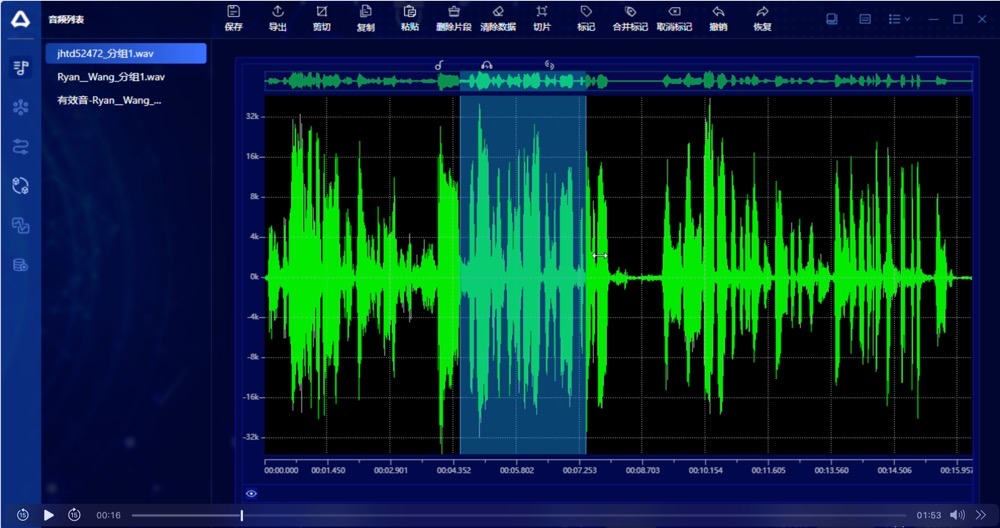 音频列表
保存 导出 剪切 复制 粘贴 删除片段 清除数据 切片 标记 合并标记 取消标记 撤销 恢复
jhtd52472_分组1.wav
Ryan__Wang_分组1.wav
有效音-Ryan__Wang_...
32k
16k
8k
4k
0k
-4k
-8k
-16k
-32k
00:00.000 00:01.450 00:02.901 00:04.352 00:05.802 00:07.253 00:08.703 00:10.154 00:11.605 00:13.560 00:14.506 00:15.957
15 15 00:16 01:53